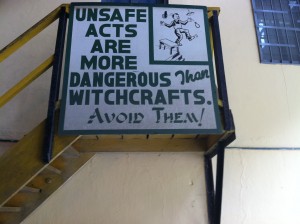 UNSAFE
ACTS
ARE
MORE
DANGEROUS Than
WITCHCRAFTS.
AVOID THEM!